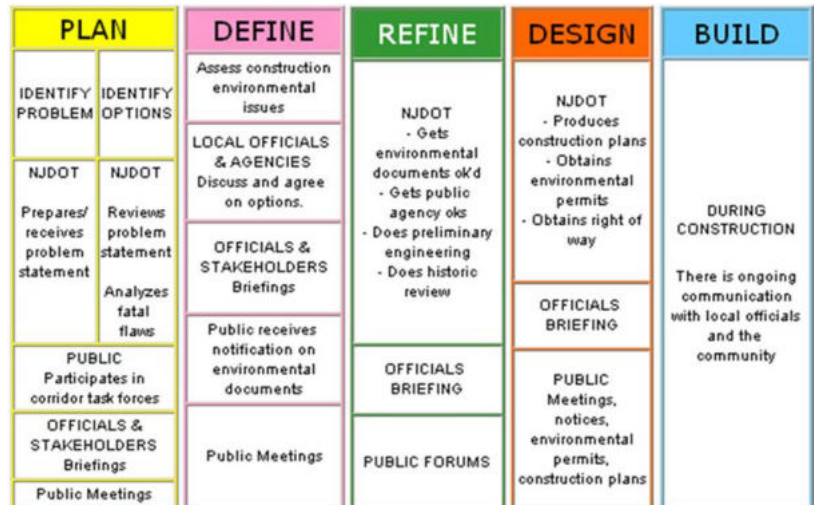 PLAN
IDENTIFY
PROBLEM
IDENTIFY
OPTIONS
NJDOT
Prepares/
receives
problem
statement
NJDOT
Reviews
problem
statement
Analyzes
fatal
flaws
PUBLIC
Participates in
corridor task forces
OFFICIALS &
STAKEHOLDERS
Briefings
Public Meetings
DEFINE
Assess construction
environmental
issues
LOCAL OFFICIALS
& AGENCIES
Discuss and agree
on options.
OFFICIALS &
STAKEHOLDERS
Briefings
Public receives
notification on
environmental
documents
Public Meetings
REFINE
NJDOT
- Gets
environmental
documents ok'd
- Gets public
agency oks
- Does preliminary
engineering
- Does historic
review
OFFICIALS
BRIEFING
PUBLIC FORUMS
DESIGN
NJDOT
- Produces
construction plans
- Obtains
environmental
permits
- Obtains right of
way
OFFICIALS
BRIEFING
PUBLIC
Meetings,
notices,
environmental
permits,
construction plans
BUILD
DURING
CONSTRUCTION
There is ongoing
communication
with local officials
and the
community